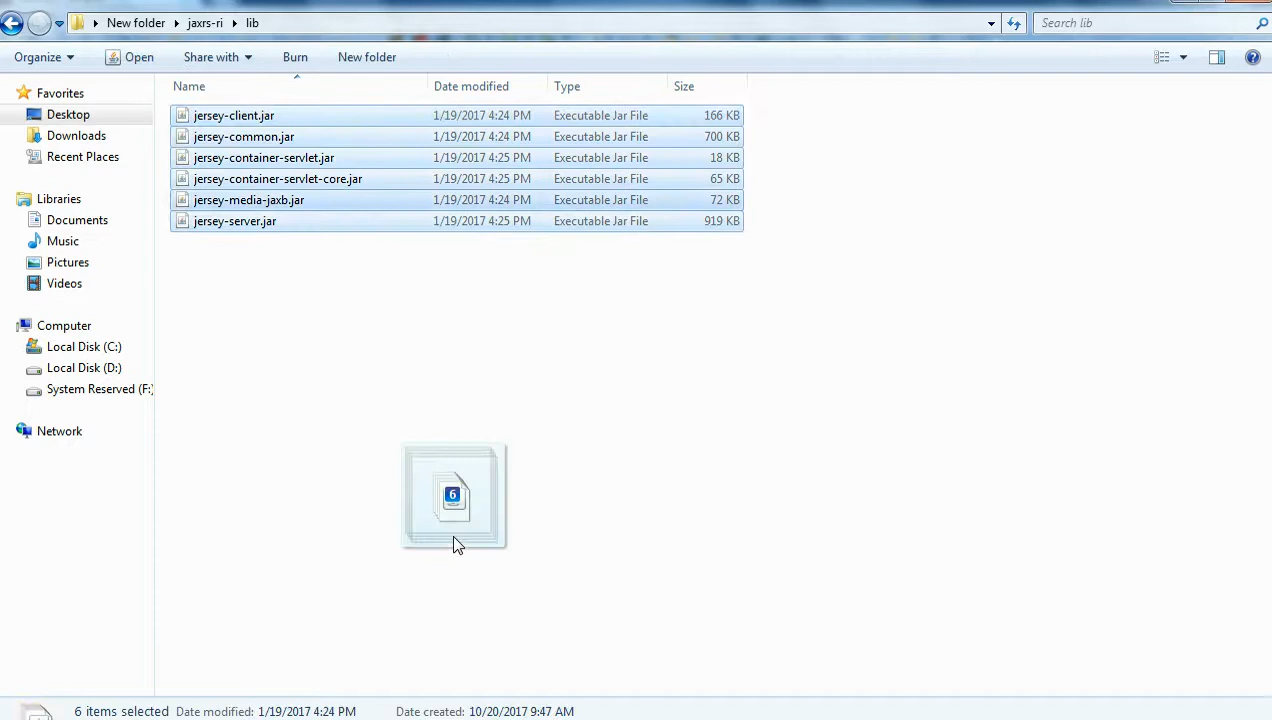 New folder jaxrs-ri lib Search lib
Organize Open Share with Burn New folder
Name Date modified Type Size
Favorites
Desktop
Downloads
Recent Places
Libraries
Documents
Music
Pictures
Videos
Computer
Local Disk (C:)
Local Disk (D:)
System Reserved (F:)
Network
jersey-client.jar 1/19/2017 4:24 PM Executable Jar File 166 KB
jersey-common.jar 1/19/2017 4:24 PM Executable Jar File 700 KB
jersey-container-servlet.jar 1/19/2017 4:25 PM Executable Jar File 18 KB
jersey-container-servlet-core.jar 1/19/2017 4:25 PM Executable Jar File 65 KB
jersey-media-jaxb.jar 1/19/2017 4:24 PM Executable Jar File 72 KB
jersey-server.jar 1/19/2017 4:25 PM Executable Jar File 919 KB
6
6 items selected Date modified: 1/19/2017 4:24 PM Date created: 10/20/2017 9:47 AM